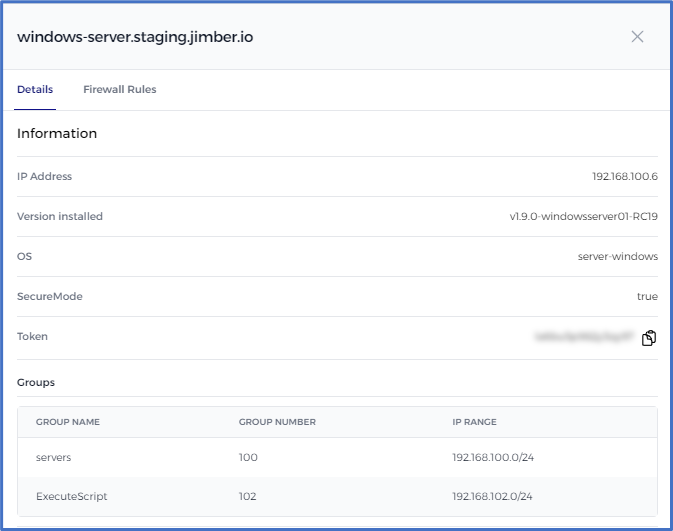 windows-server.staging.jimber.io
Details Firewall Rules
Information
IP Address 192.168.100.6
Version installed v1.9.0-windowsserver01-RC19
OS server-windows
SecureMode true
Token
Groups
GROUP NAME GROUP NUMBER IP RANGE
servers 100 192.168.100.0/24
ExecuteScript 102 192.168.102.0/24